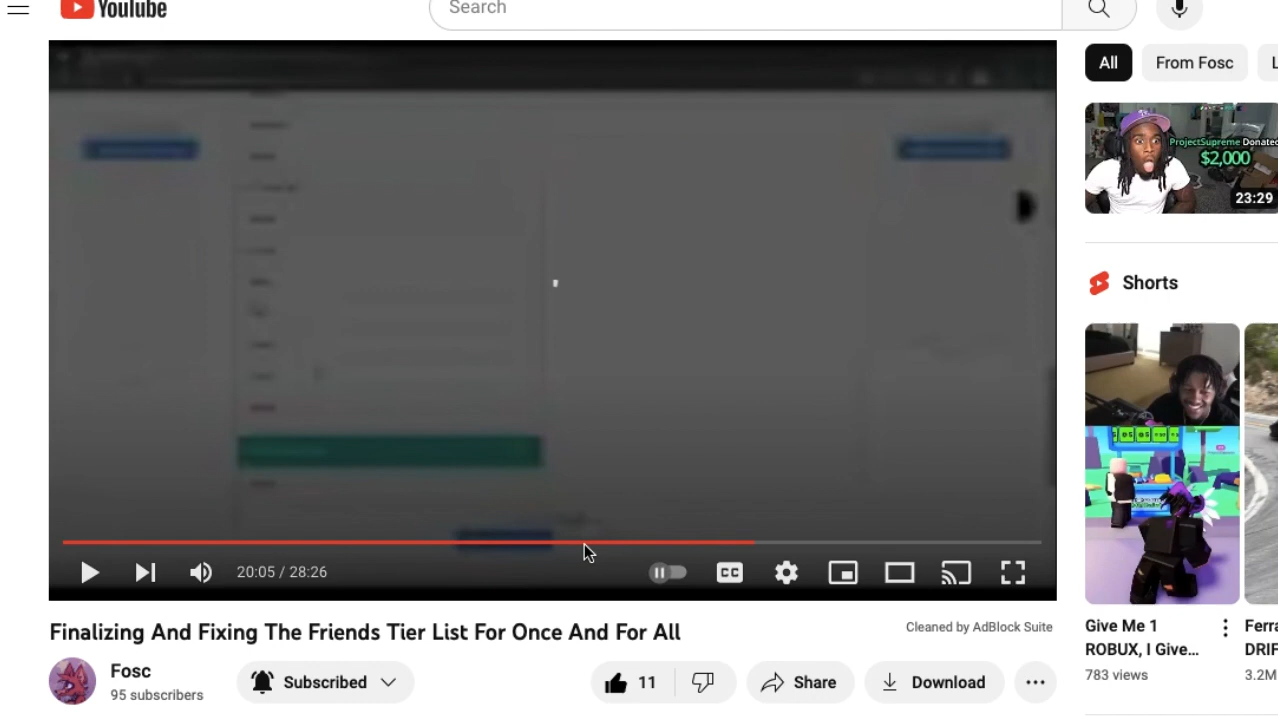 YouTube
Search
All
From Fosc
ProjectSupreme Donated
$2,000
23:29
Shorts
CC
20:05 / 28:26
Finalizing And Fixing The Friends Tier List For Once And For All
Cleaned by AdBlock Suite
Fosc
95 subscribers
Subscribed
11
Share
Download
Give Me 1
ROBUX, I Give...
783 views
Ferra
DRIF
3.2M